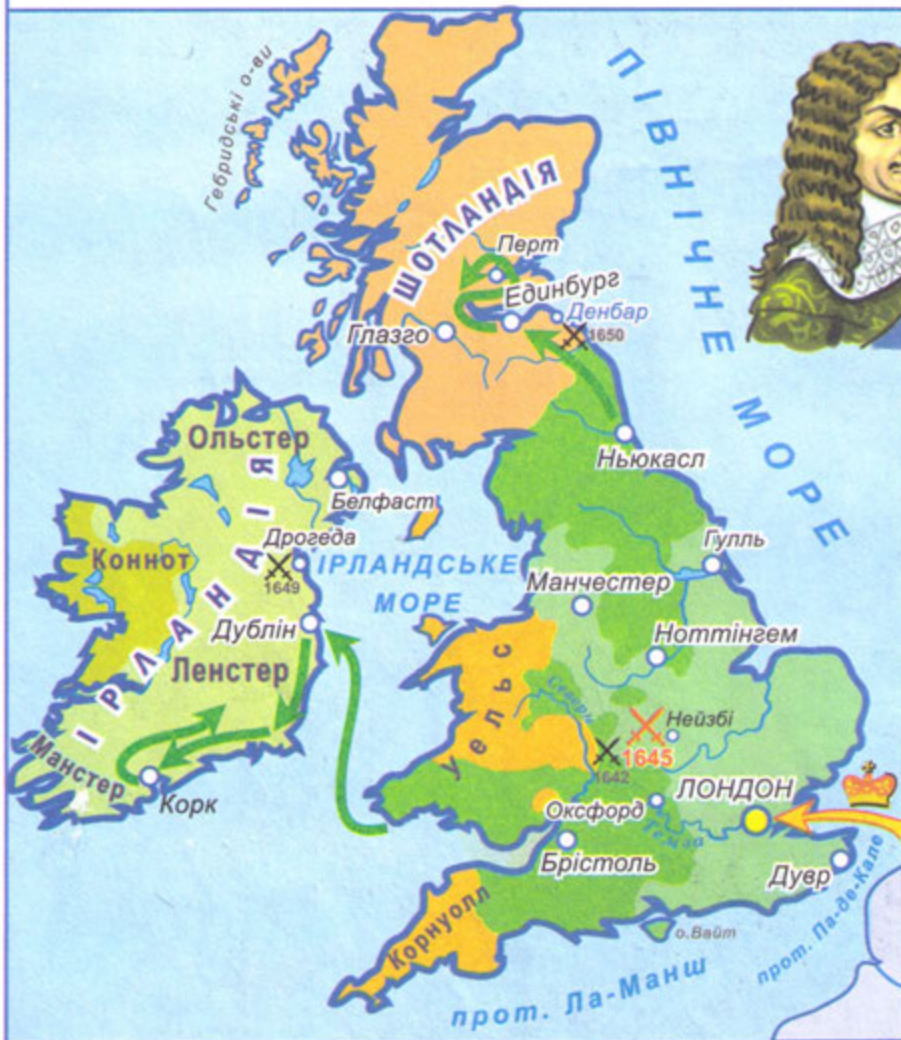 Гебридські о-ви
ПІВНІЧНЕ МОРЕ
ШОТЛАНДІЯ
Перт
Единбург
Денбар
1650
Глазго
Ньюкасл
Ольстер
Белфаст
ІРЛАНДІЯ
Коннот
Дрогеда
1649
ІРЛАНДСЬКЕ
МОРЕ
Гулль
Манчестер
Дублін
Ноттінгем
Ленстер
Уельс
Северн
Нейзбі
1645
1642
Манстер
Корк
ЛОНДОН
Оксфорд
Темза
Брістоль
Дувр
Корнуолл
о.Вайт
прот. Па-де-Кале
прот. Ла-Манш